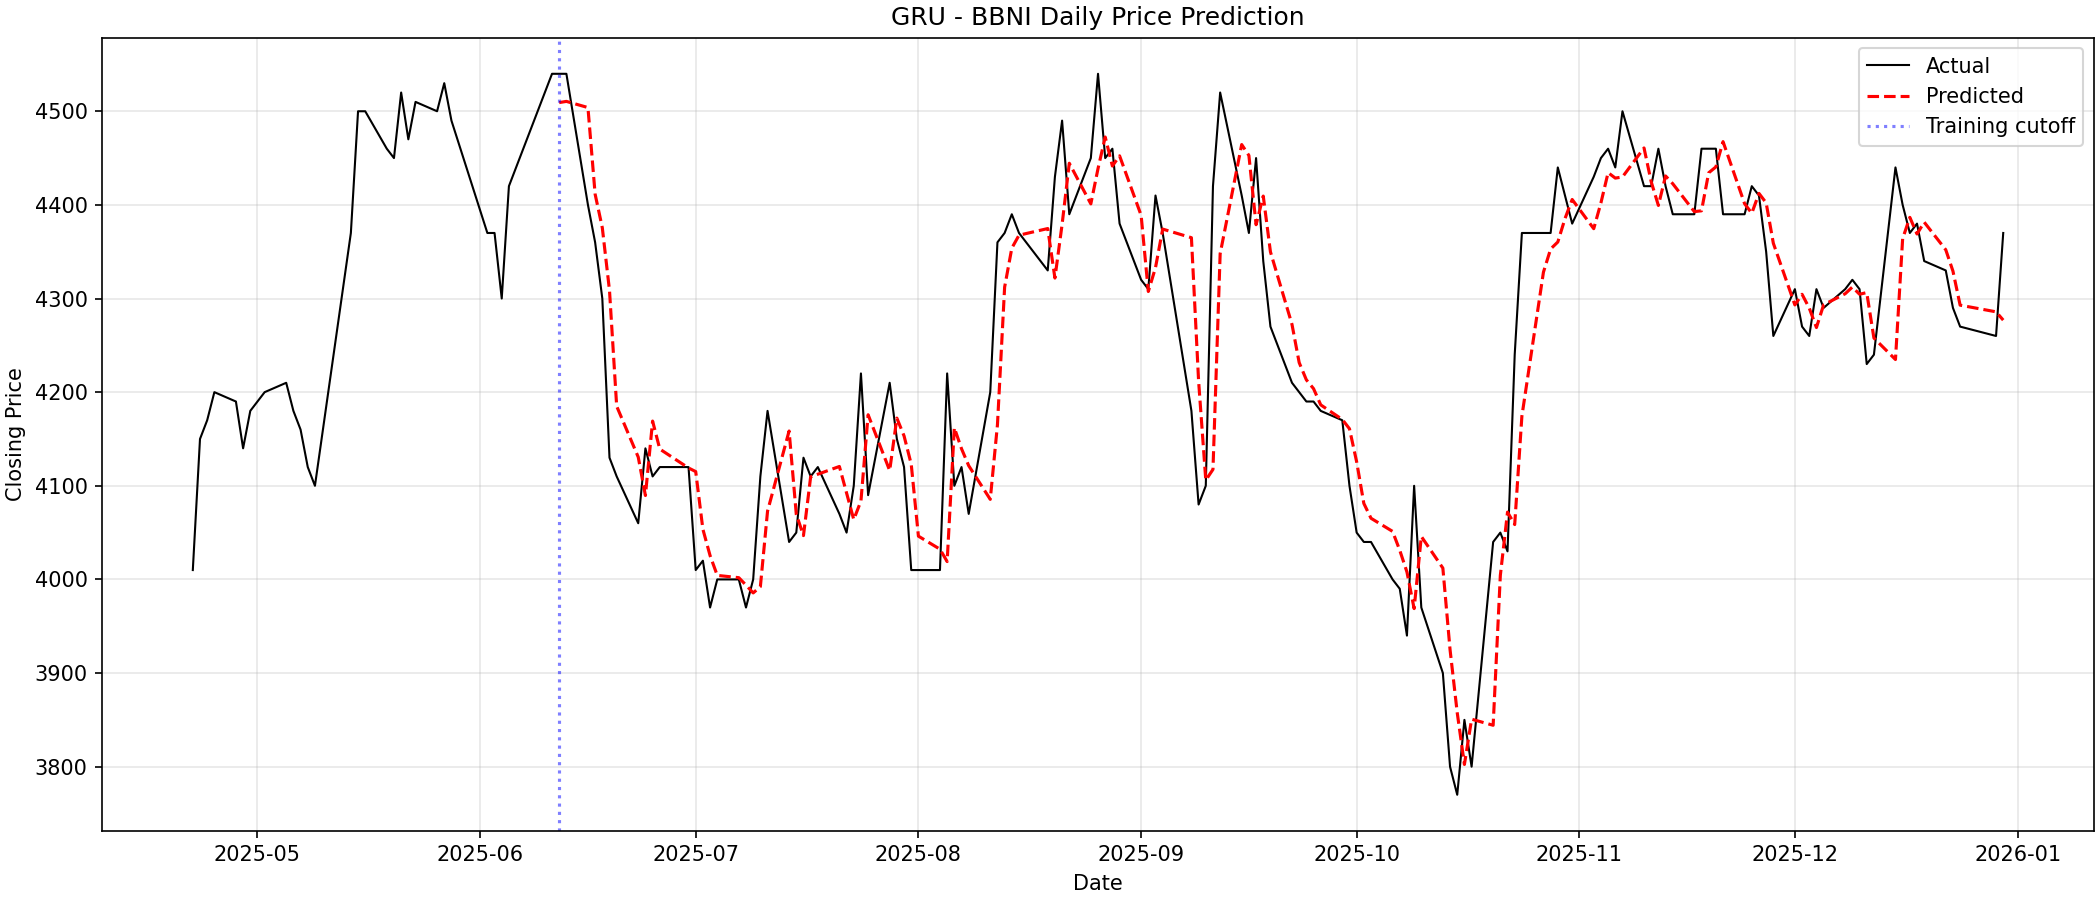 GRU - BBNI Daily Price Prediction
Actual
Predicted
Training cutoff
Closing Price
4500
4400
4300
4200
4100
4000
3900
3800
2025-05
2025-06
2025-07
2025-08
2025-09
2025-10
2025-11
2025-12
2026-01
Date